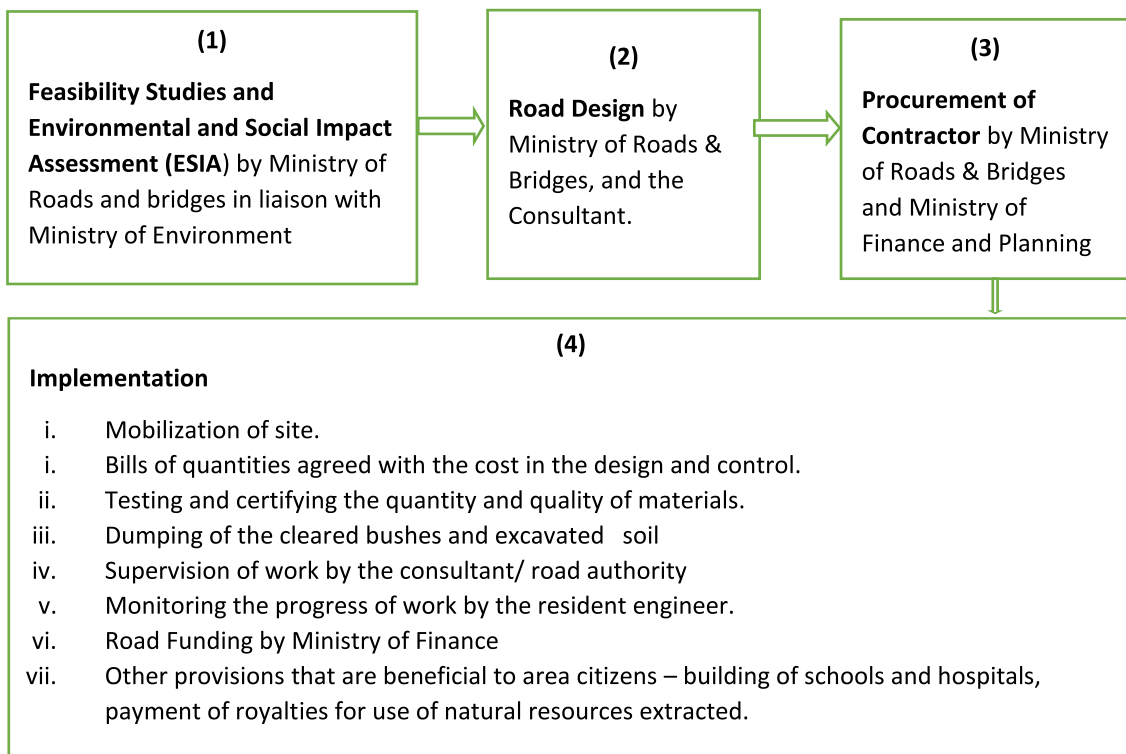 (1)
Feasibility Studies and
Environmental and Social Impact
Assessment (ESIA) by Ministry of
Roads and bridges in liaison with
Ministry of Environment
(2)
Road Design by
Ministry of Roads &
Bridges, and the
Consultant.
(3)
Procurement of
Contractor by Ministry
of Roads & Bridges
and Ministry of
Finance and Planning
(4)
Implementation
i. Mobilization of site.
i. Bills of quantities agreed with the cost in the design and control.
ii. Testing and certifying the quantity and quality of materials.
iii. Dumping of the cleared bushes and excavated soil
iv. Supervision of work by the consultant/ road authority
v. Monitoring the progress of work by the resident engineer.
vi. Road Funding by Ministry of Finance
vii. Other provisions that are beneficial to area citizens – building of schools and hospitals,
payment of royalties for use of natural resources extracted.